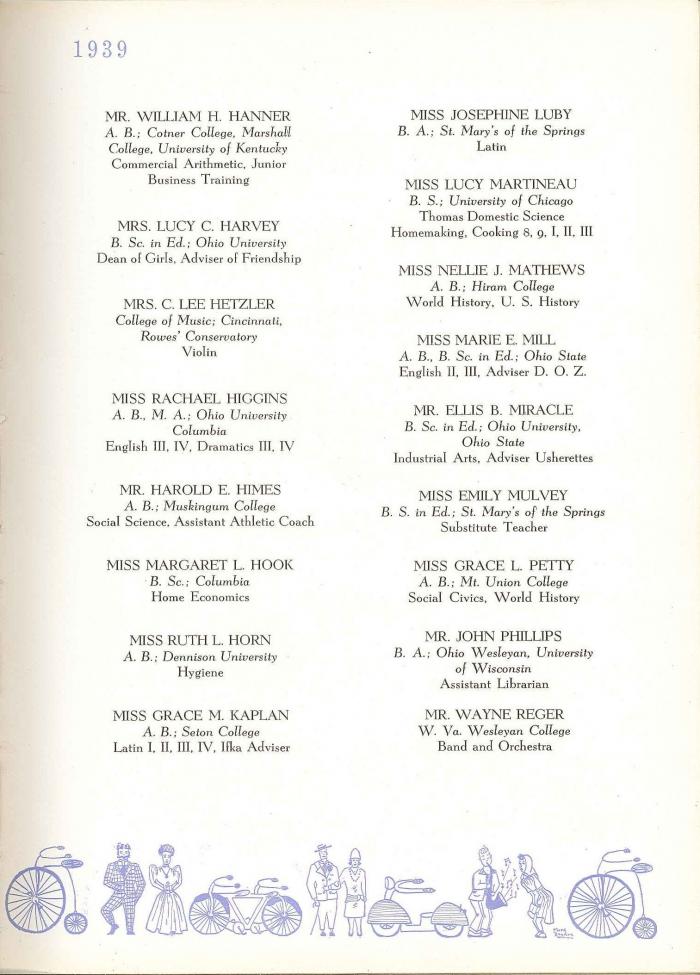 1939
MR. WILLIAM H. HANNER
A. B.; Cotner College, Marshall
College, University of Kentucky
Commercial Arithmetic, Junior
Business Training
MRS. LUCY C. HARVEY
B. Sc. in Ed.; Ohio University
Dean of Girls, Adviser of Friendship
MRS. C. LEE HETZLER
College of Music; Cincinnati,
Rowes' Conservatory
Violin
MISS RACHAEL HIGGINS
A. B., M. A.; Ohio University
Columbia
English III, IV, Dramatics III, IV
MR. HAROLD E. HIMES
A. B.; Muskingum College
Social Science, Assistant Athletic Coach
MISS MARGARET L. HOOK
B. Sc.; Columbia
Home Economics
MISS RUTH L. HORN
A. B.; Dennison University
Hygiene
MISS GRACE M. KAPLAN
A. B.; Seton College
Latin I, II, III, IV, Ifka Adviser
MISS JOSEPHINE LUBY
B. A.; St. Mary's of the Springs
Latin
MISS LUCY MARTINEAU
B. S.; University of Chicago
Thomas Domestic Science
Homemaking, Cooking 8, 9, I, II, III
MISS NELLIE J. MATHEWS
A. B.; Hiram College
World History, U. S. History
MISS MARIE E. MILL
A. B., B. Sc. in Ed.; Ohio State
English II, III, Adviser D. O. Z.
MR. ELLIS B. MIRACLE
B. Sc. in Ed.; Ohio University,
Ohio State
Industrial Arts, Adviser Usherettes
MISS EMILY MULVEY
B. S. in Ed.; St. Mary's of the Springs
Substitute Teacher
MISS GRACE L. PETTY
A. B.; Mt. Union College
Social Civics, World History
MR. JOHN PHILLIPS
B. A.; Ohio Wesleyan, University
of Wisconsin
Assistant Librarian
MR. WAYNE REGER
W. Va. Wesleyan College
Band and Orchestra